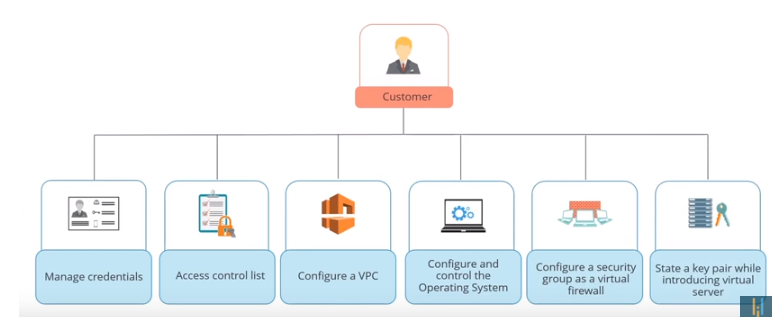 Customer
Manage credentials
Access control list
Configure a VPC
Configure and
control the
Operating System
Configure a security
group as a virtual
firewall
State a key pair while
introducing virtual
server